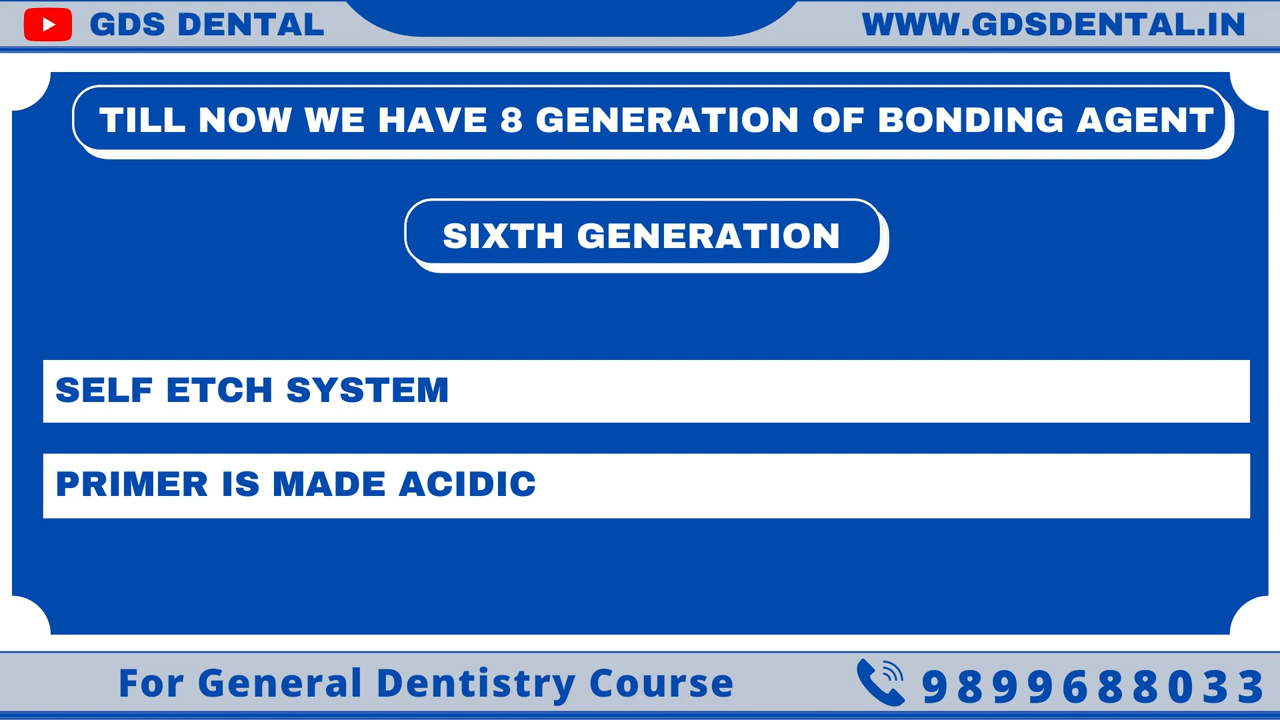 GDS DENTAL
WWW.GDSDENTAL.IN
TILL NOW WE HAVE 8 GENERATION OF BONDING AGENT
SIXTH GENERATION
SELF ETCH SYSTEM
PRIMER IS MADE ACIDIC
For General Dentistry Course
9899688033